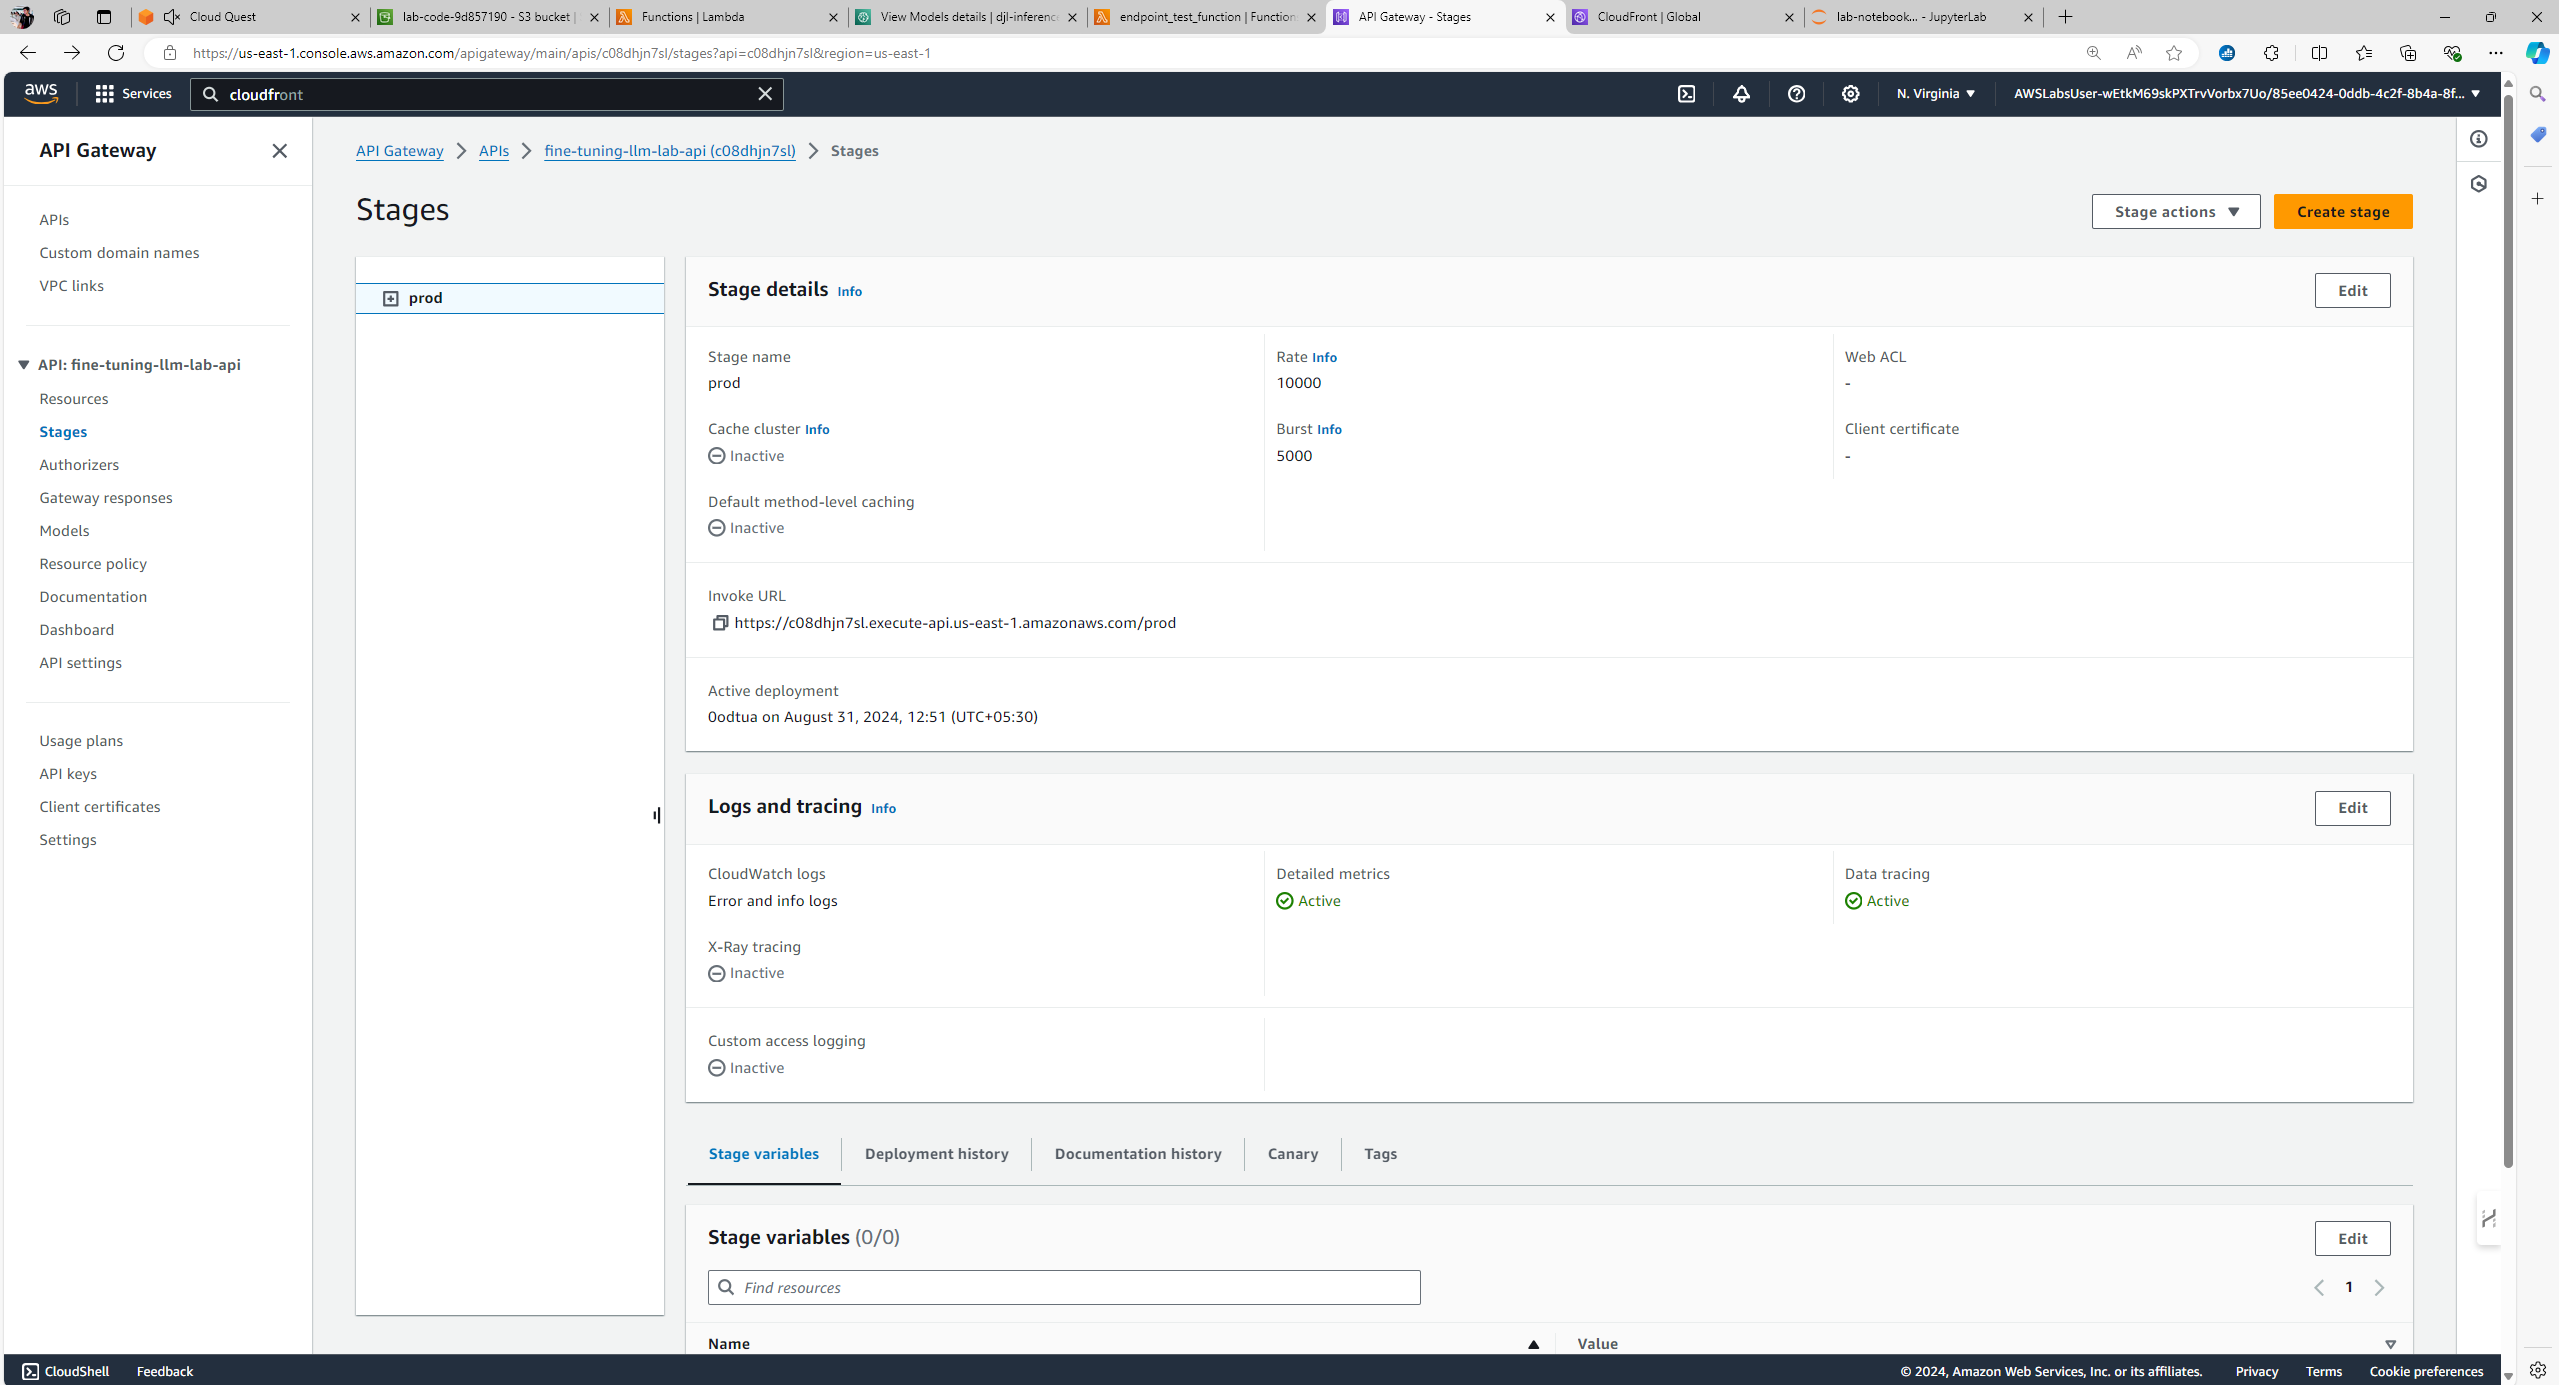 Cloud Quest
lab-code-9d857190 - S3 bucket |
Functions | Lambda
View Models details | djl-inferenc
endpoint_test_function | Function
API Gateway - Stages
CloudFront | Global
lab-notebook... - JupyterLab
https://us-east-1.console.aws.amazon.com/apigateway/main/apis/c08dhjn7sl/stages?api=c08dhjn7sl&region=us-east-1
aws
Services
cloudfront
N. Virginia
AWSLabsUser-wEtkM69skPXTrvVorbx7Uo/85ee0424-0ddb-4c2f-8b4a-8f...
API Gateway
APIs
Custom domain names
VPC links
API: fine-tuning-llm-lab-api
Resources
Stages
Authorizers
Gateway responses
Models
Resource policy
Documentation
Dashboard
API settings
Usage plans
API keys
Client certificates
Settings
API Gateway > APIs > fine-tuning-llm-lab-api (c08dhjn7sl) > Stages
Stages
Stage actions
Create stage
prod
Stage details Info
Edit
Stage name
prod
Rate Info
10000
Web ACL
-
Cache cluster Info
Inactive
Burst Info
5000
Client certificate
-
Default method-level caching
Inactive
Invoke URL
https://c08dhjn7sl.execute-api.us-east-1.amazonaws.com/prod
Active deployment
0odtua on August 31, 2024, 12:51 (UTC+05:30)
Logs and tracing Info
Edit
CloudWatch logs
Error and info logs
Detailed metrics
Active
Data tracing
Active
X-Ray tracing
Inactive
Custom access logging
Inactive
Stage variables
Deployment history
Documentation history
Canary
Tags
Stage variables (0/0)
Edit
Find resources
1
Name
Value
CloudShell
Feedback
© 2024, Amazon Web Services, Inc. or its affiliates.
Privacy
Terms
Cookie preferences